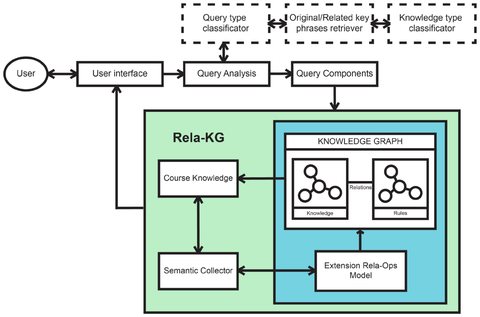 Query type
classificator
Original/Related key
phrases retriever
Knowledge type
classificator
User
User interface
Query Analysis
Query Components
Rela-KG
KNOWLEDGE GRAPH
Course Knowledge
Relations
Knowledge
Rules
Semantic Collector
Extension Rela-Ops
Model